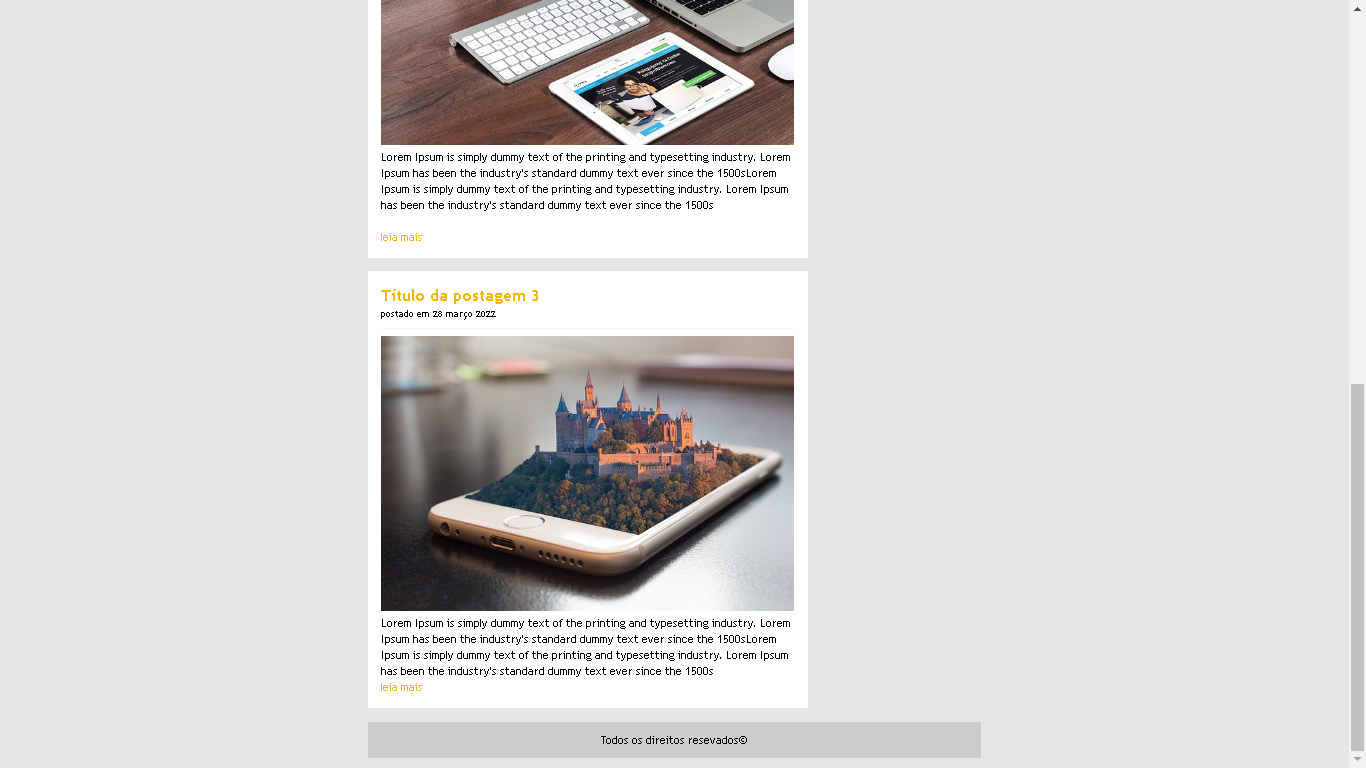 Lorem Ipsum is simply dummy text of the printing and typesetting industry. Lorem
Ipsum has been the industry's standard dummy text ever since the 1500sLorem
Ipsum is simply dummy text of the printing and typesetting industry. Lorem Ipsum
has been the industry's standard dummy text ever since the 1500s
leia mais
Título da postagem 3
postado em 28 março 2022
Lorem Ipsum is simply dummy text of the printing and typesetting industry. Lorem
Ipsum has been the industry's standard dummy text ever since the 1500sLorem
Ipsum is simply dummy text of the printing and typesetting industry. Lorem Ipsum
has been the industry's standard dummy text ever since the 1500s
leia mais
Todos os direitos resevados©